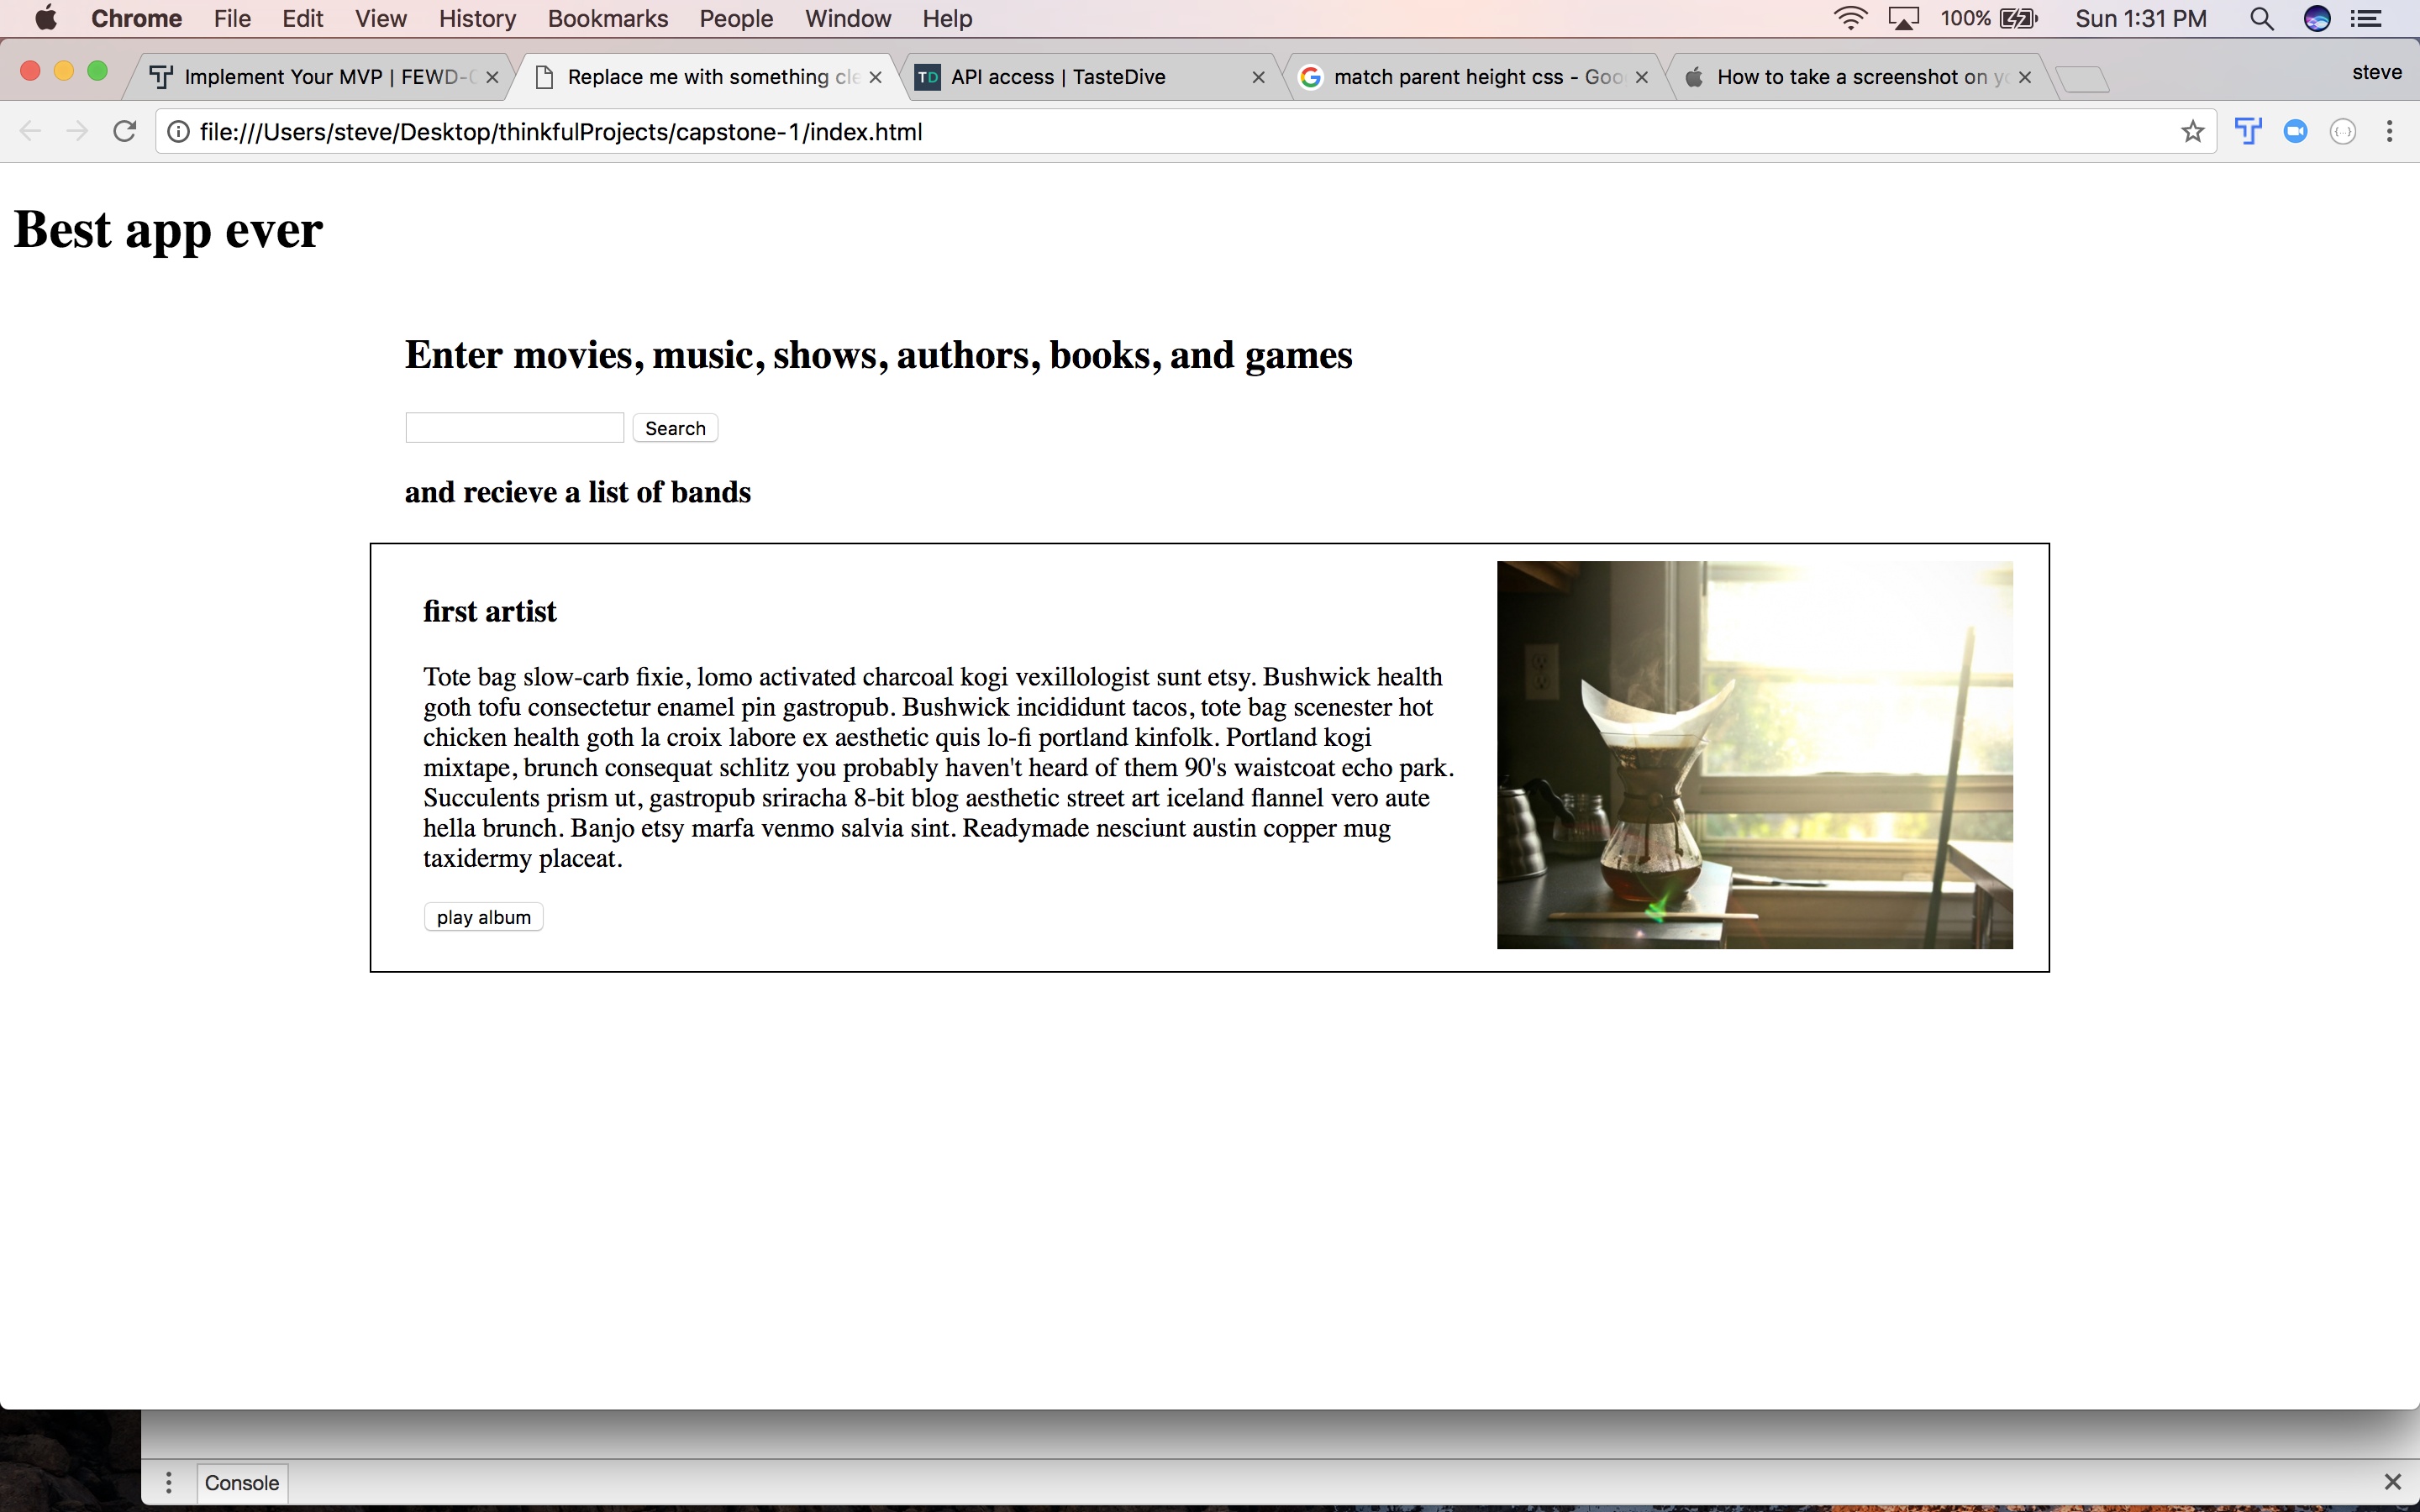 Chrome File Edit View History Bookmarks People Window Help 100% Sun 1:31 PM
Implement Your MVP | FEWD-C Replace me with something cle TD API access | TasteDive G match parent height css - Goo How to take a screenshot on yo steve
file:///Users/steve/Desktop/thinkfulProjects/capstone-1/index.html
Best app ever
Enter movies, music, shows, authors, books, and games
Search
and recieve a list of bands
first artist
Tote bag slow-carb fixie, lomo activated charcoal kogi vexillologist sunt etsy. Bushwick health
goth tofu consectetur enamel pin gastropub. Bushwick incididunt tacos, tote bag scenester hot
chicken health goth la croix labore ex aesthetic quis lo-fi portland kinfolk. Portland kogi
mixtape, brunch consequat schlitz you probably haven't heard of them 90's waistcoat echo park.
Succulents prism ut, gastropub sriracha 8-bit blog aesthetic street art iceland flannel vero aute
hella brunch. Banjo etsy marfa venmo salvia sint. Readymade nesciunt austin copper mug
taxidermy placeat.
play album
Console